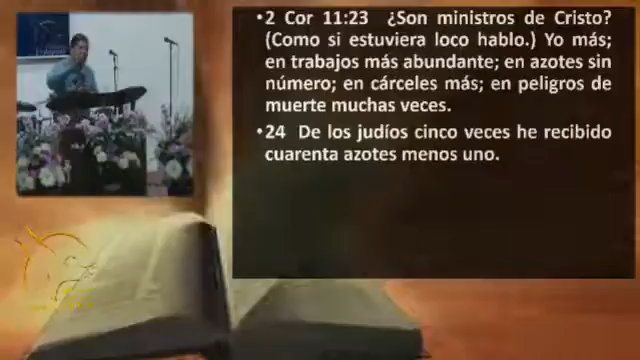 •2 Cor 11:23 ¿Son ministros de Cristo?
(Como si estuviera loco hablo.) Yo más;
en trabajos más abundante; en azotes sin
número; en cárceles más; en peligros de
muerte muchas veces.
•24 De los judíos cinco veces he recibido
cuarenta azotes menos uno.